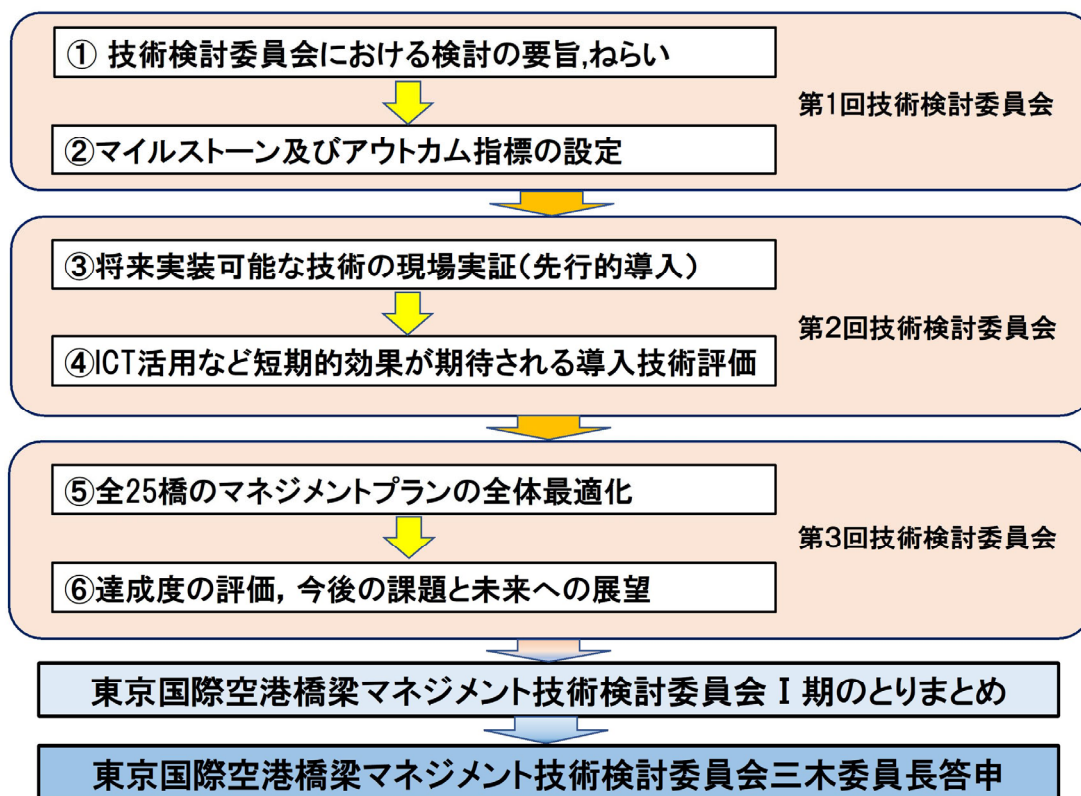 ① 技術検討委員会における検討の要旨,ねらい
第1回技術検討委員会
②マイルストーン及びアウトカム指標の設定
③将来実装可能な技術の現場実証(先行的導入)
第2回技術検討委員会
④ICT活用など短期的効果が期待される導入技術評価
⑤全25橋のマネジメントプランの全体最適化
第3回技術検討委員会
⑥達成度の評価, 今後の課題と未来への展望
東京国際空港橋梁マネジメント技術検討委員会Ⅰ期のとりまとめ
東京国際空港橋梁マネジメント技術検討委員会三木委員長答申